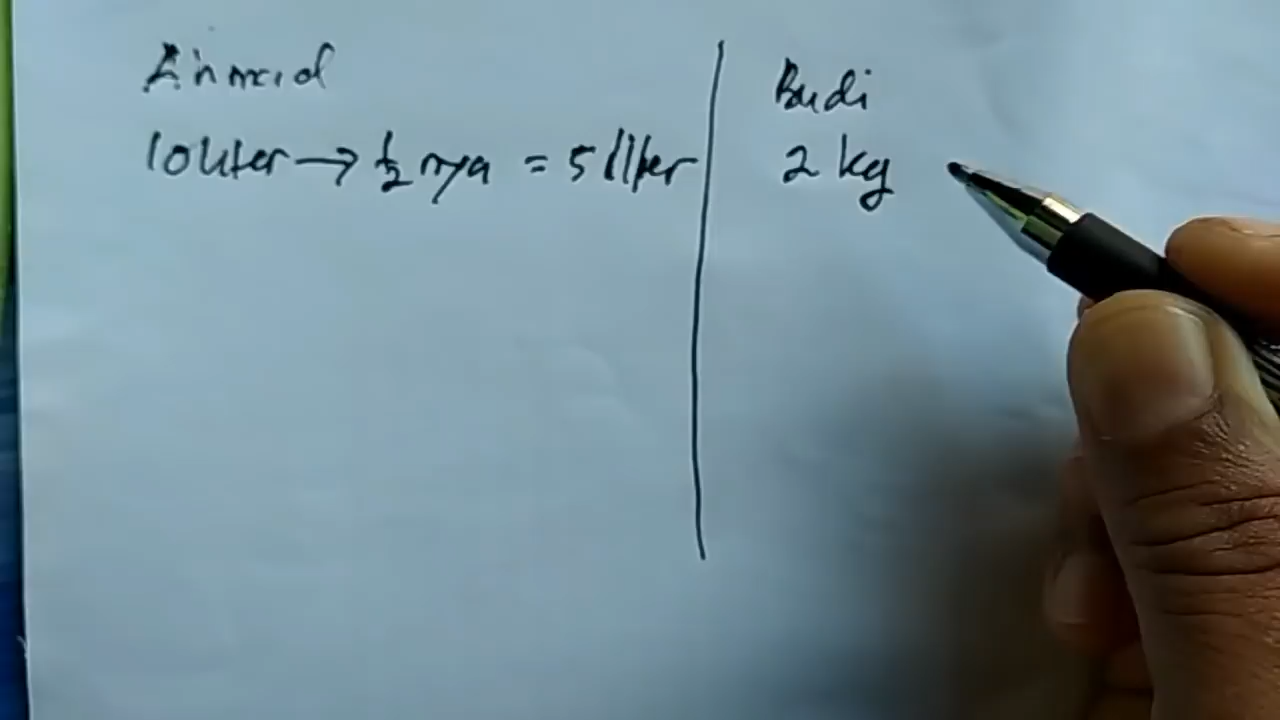 Ahmad
10 liter → 1/2 nya = 5 liter
Budi
2 kg